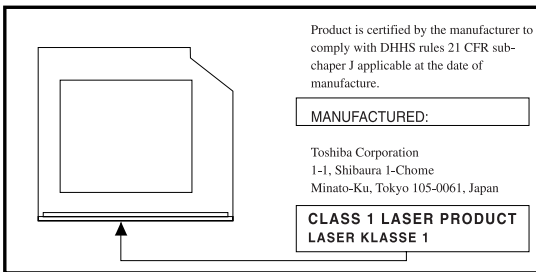 Product is certified by the manufacturer to
comply with DHHS rules 21 CFR sub-
chaper J applicable at the date of
manufacture.
MANUFACTURED:
Toshiba Corporation
1-1, Shibaura 1-Chome
Minato-Ku, Tokyo 105-0061, Japan
CLASS 1 LASER PRODUCT
LASER KLASSE 1